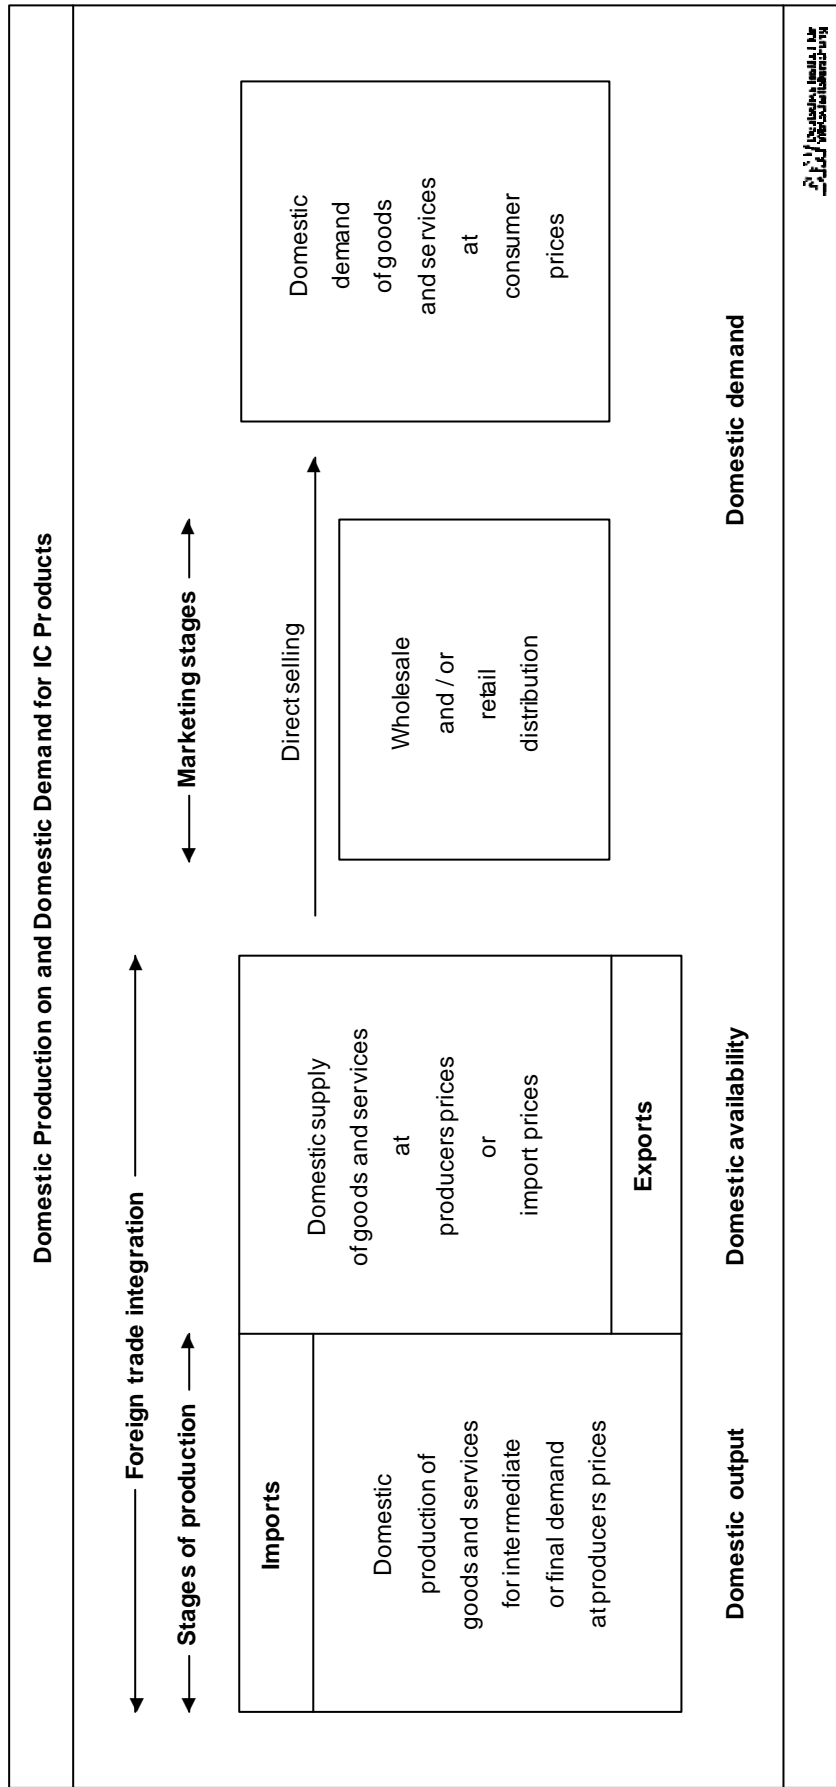 Domestic Production on and Domestic Demand for IC Products
Foreign trade integration
Stages of production
Marketing stages
Imports
Domestic
production of
goods and services
for intermediate
or final demand
at producers prices
Domestic supply
of goods and services
at
producers prices
or
import prices
Exports
Direct selling
Wholesale
and / or
retail
distribution
Domestic
demand
of goods
and services
at
consumer
prices
Domestic output
Domestic availability
Domestic demand